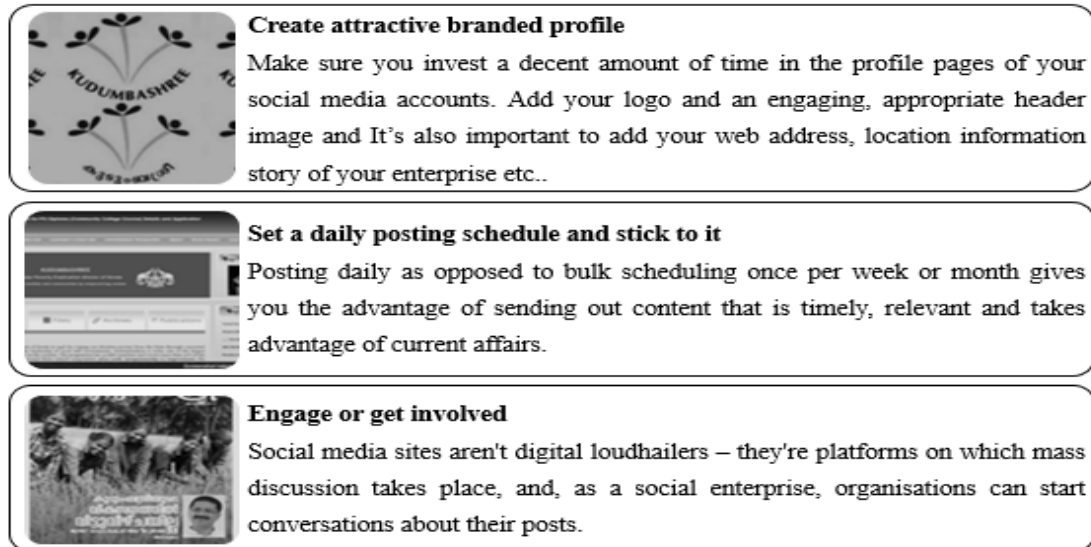 Create attractive branded profile
Make sure you invest a decent amount of time in the profile pages of your
social media accounts. Add your logo and an engaging, appropriate header
image and It’s also important to add your web address, location information
story of your enterprise etc..
KUDUMBASHREE
Set a daily posting schedule and stick to it
Posting daily as opposed to bulk scheduling once per week or month gives
you the advantage of sending out content that is timely, relevant and takes
advantage of current affairs.
KUDUMBASHREE
Engage or get involved
Social media sites aren't digital loudhailers – they're platforms on which mass
discussion takes place, and, as a social enterprise, organisations can start
conversations about their posts.